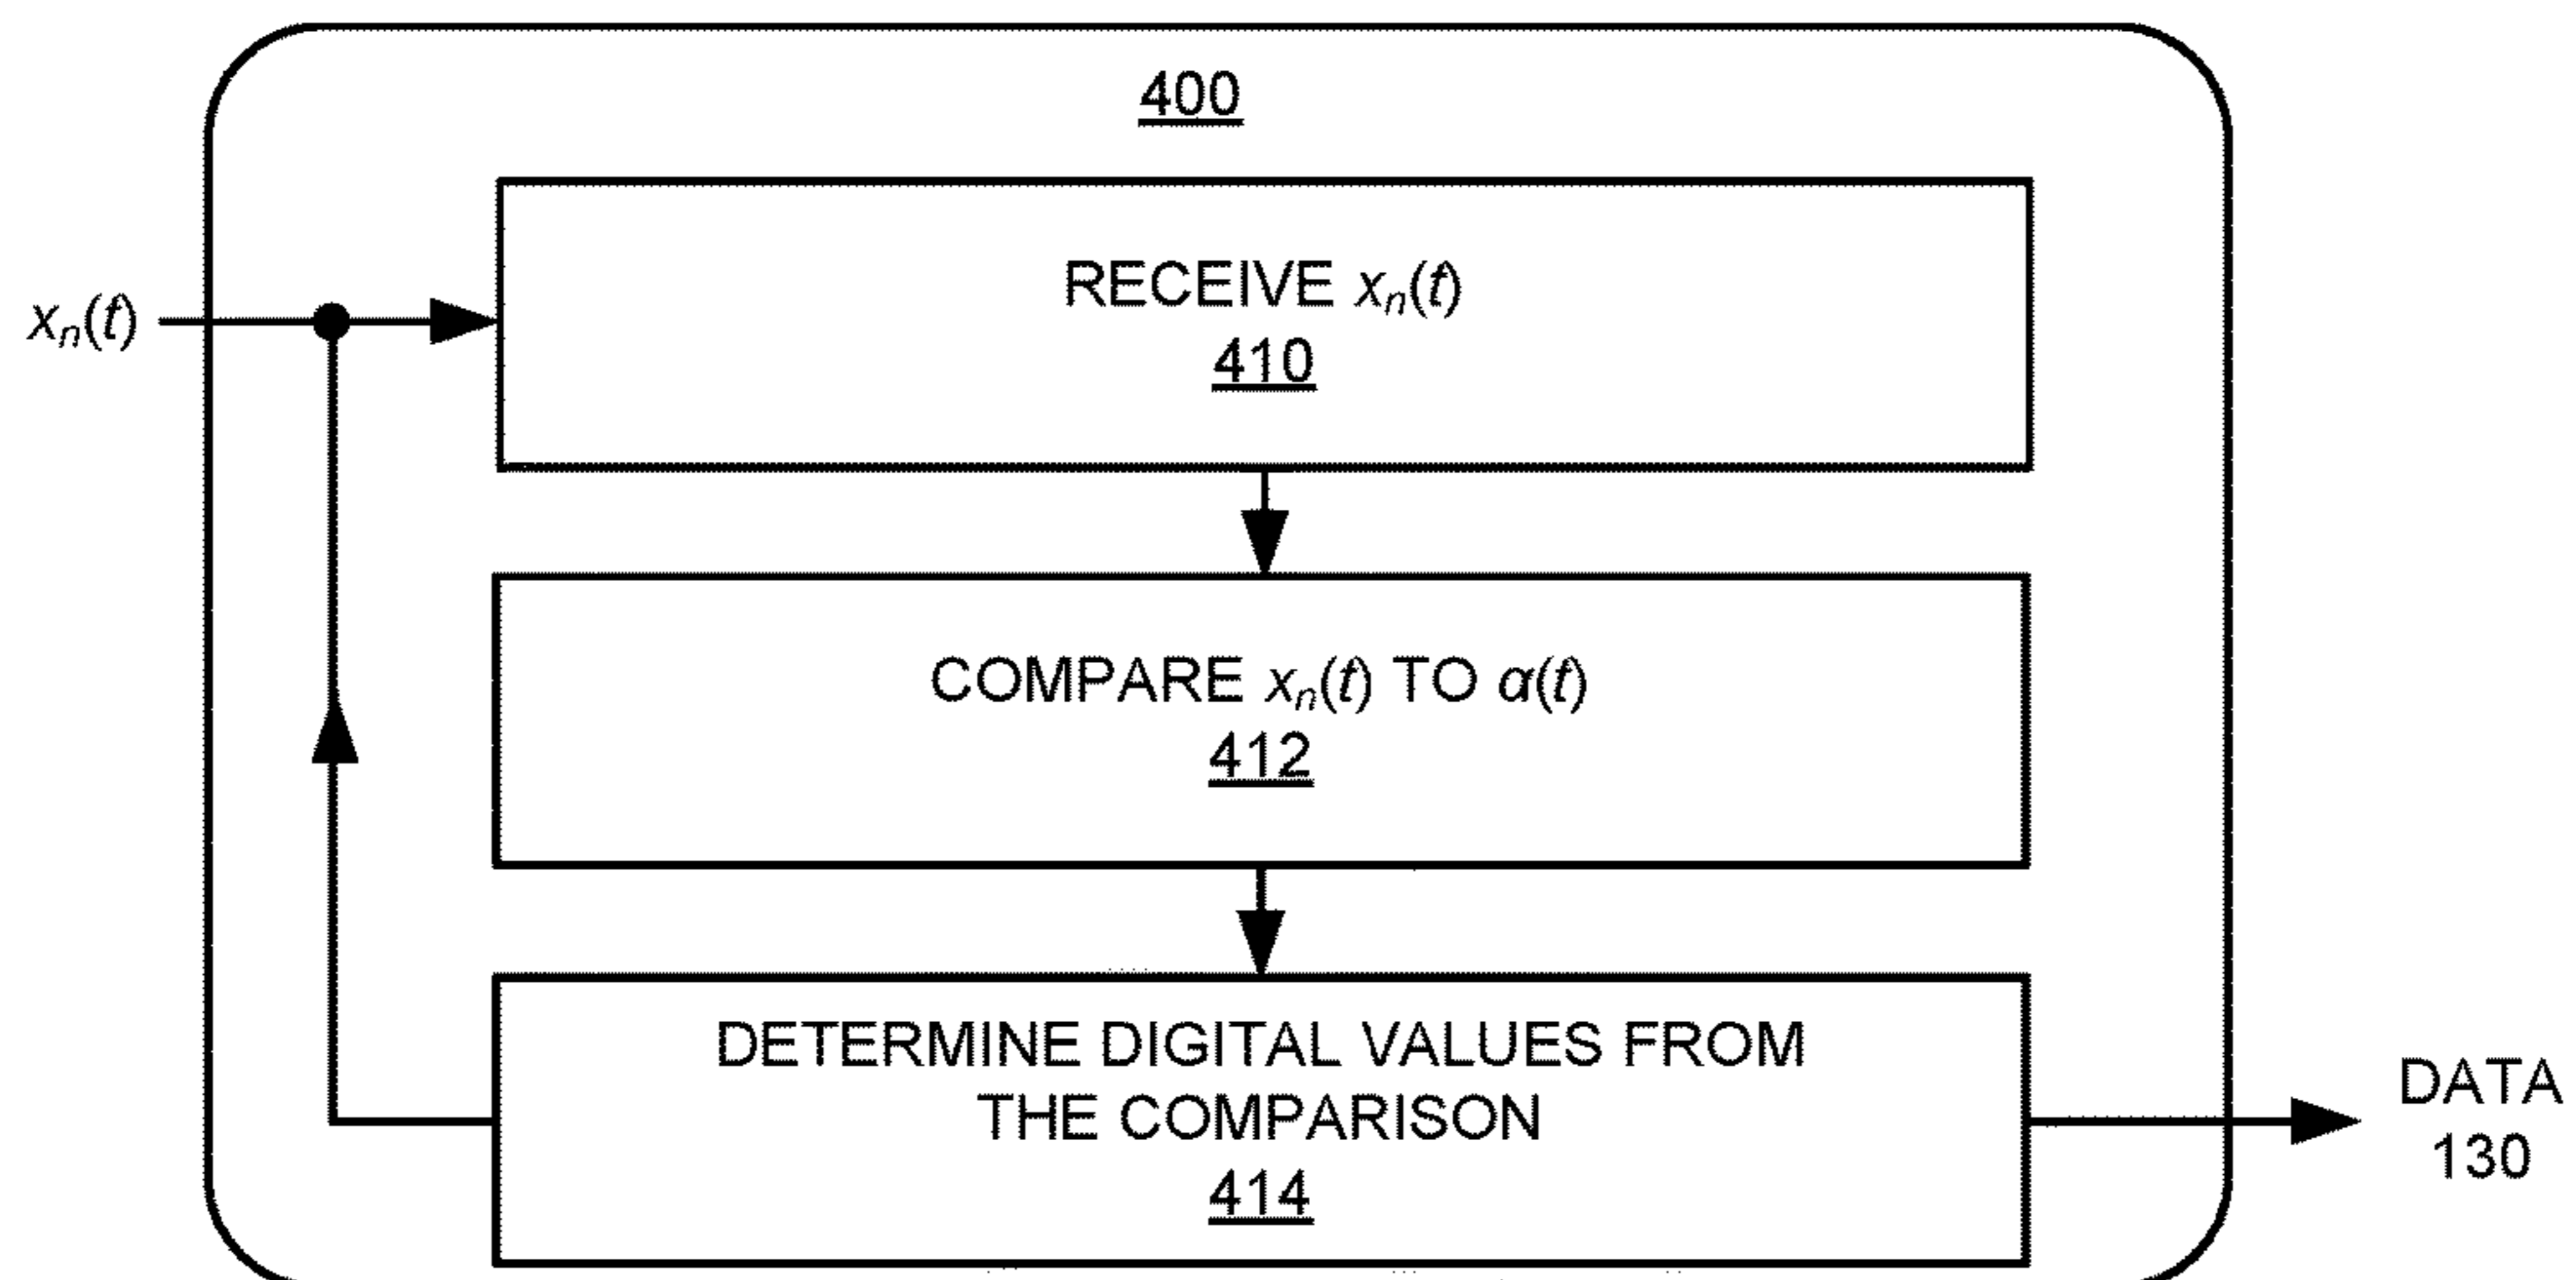 400
xn(t)
RECEIVE xn(t)
410
COMPARE xn(t) TO α(t)
412
DETERMINE DIGITAL VALUES FROM
THE COMPARISON
414
DATA
130